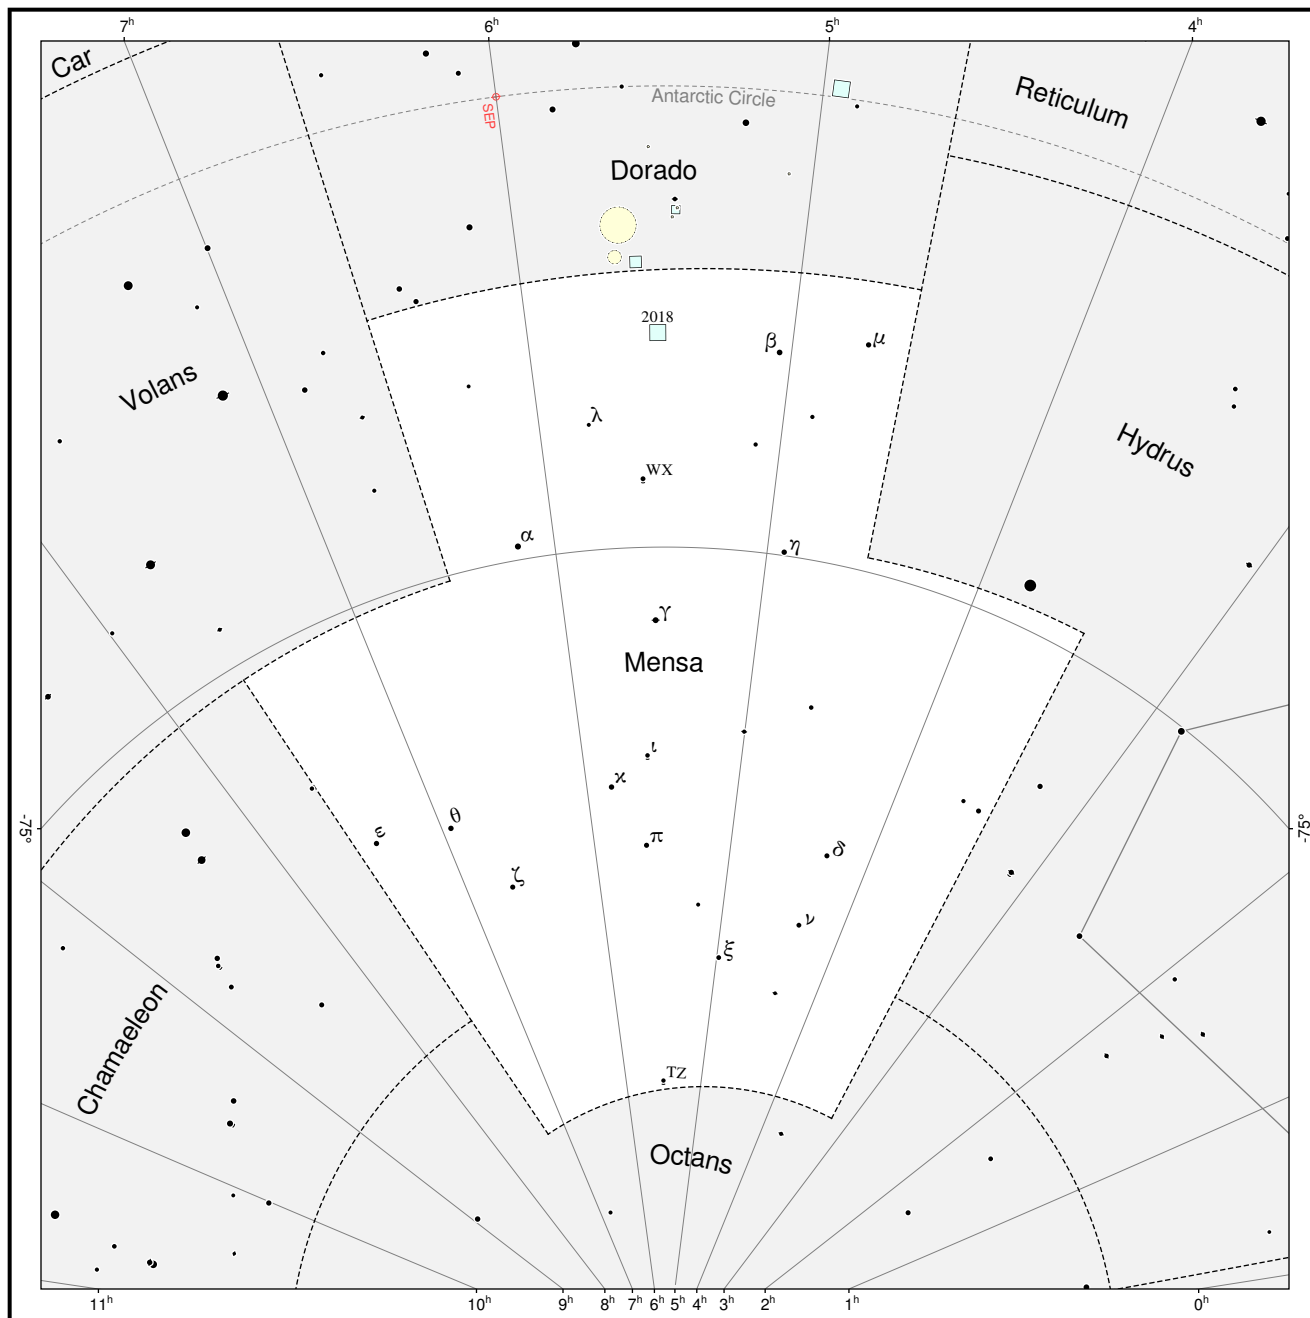 7h
6h
5h
4h
Car
Reticulum
Antarctic Circle
SEP
Dorado
2018
β
μ
Volans
λ
Hydrus
WX
α
η
γ
Mensa
ι
ϰ
θ
ε
π
δ
-75°
-75°
ζ
ν
ξ
Chamaeleon
TZ
Octans
11h
10h
9h
8h
7h
6h
5h
4h
3h
2h
1h
0h